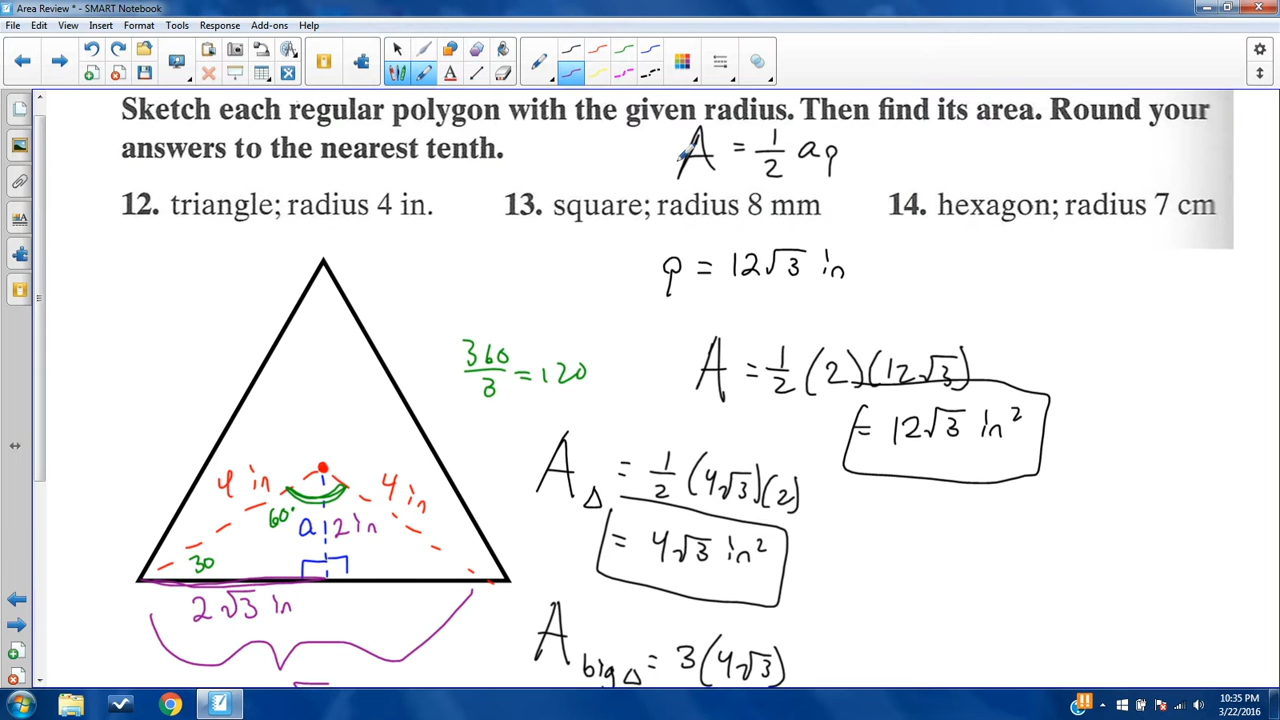 Area Review * - SMART Notebook
File Edit View Insert Format Tools Response Add-ons Help
Sketch each regular polygon with the given radius. Then find its area. Round your
answers to the nearest tenth.
A = 1/2 ap
12. triangle; radius 4 in.
13. square; radius 8 mm
14. hexagon; radius 7 cm
p = 12√3 in
360/3 = 120
A = 1/2 (2)(12√3)
= 12√3 in²
A△ = 1/2 (4√3)(2)
= 4√3 in²
4 in
4 in
60°
a
2 in
30
2√3 in
A big△ = 3(4√3)
10:35 PM
3/22/2016